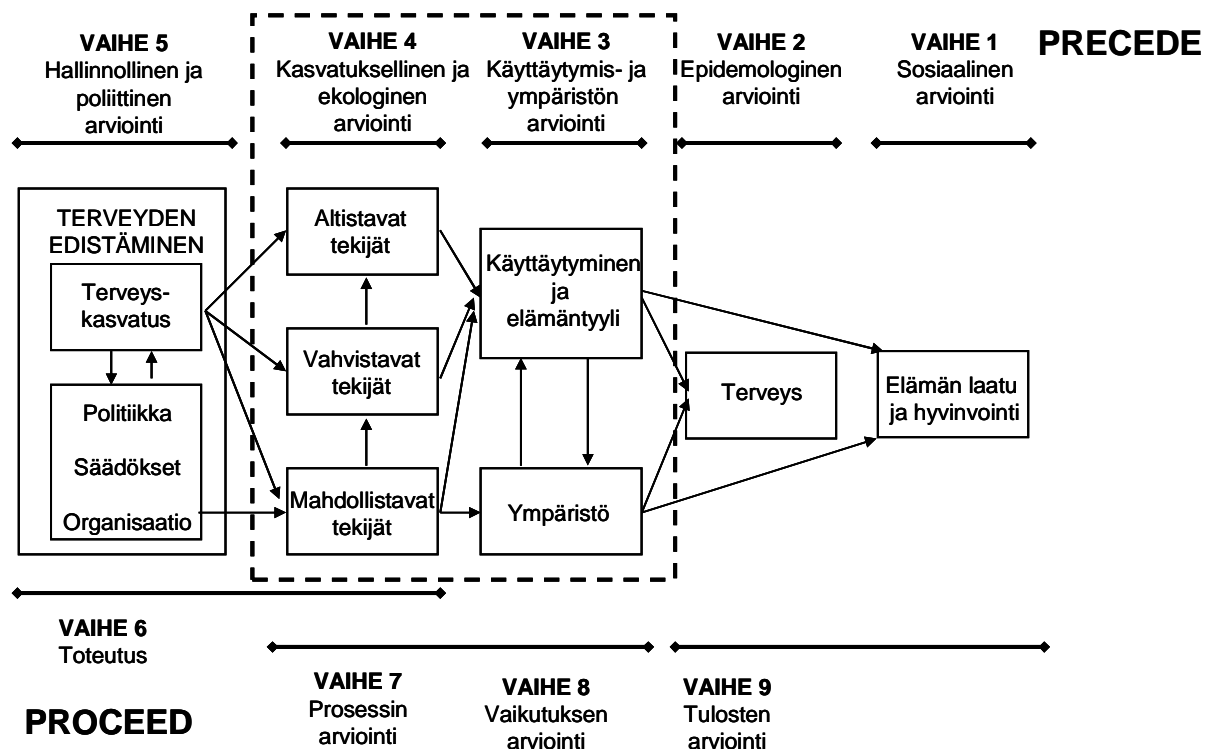 VAIHE 5
Hallinnollinen ja
poliittinen
arviointi
VAIHE 4
Kasvatuksellinen ja
ekologinen
arviointi
VAIHE 3
Käyttäytymis- ja
ympäristön
arviointi
VAIHE 2
Epidemologinen
arviointi
VAIHE 1
Sosiaalinen
arviointi
PRECEDE
TERVEYDEN
EDISTÄMINEN
Terveys-
kasvatus
Politiikka
Säädökset
Organisaatio
Altistavat
tekijät
Vahvistavat
tekijät
Mahdollistavat
tekijät
Käyttäytyminen
ja
elämäntyyli
Ympäristö
Terveys
Elämän laatu
ja hyvinvointi
VAIHE 6
Toteutus
PROCEED
VAIHE 7
Prosessin
arviointi
VAIHE 8
Vaikutuksen
arviointi
VAIHE 9
Tulosten
arviointi